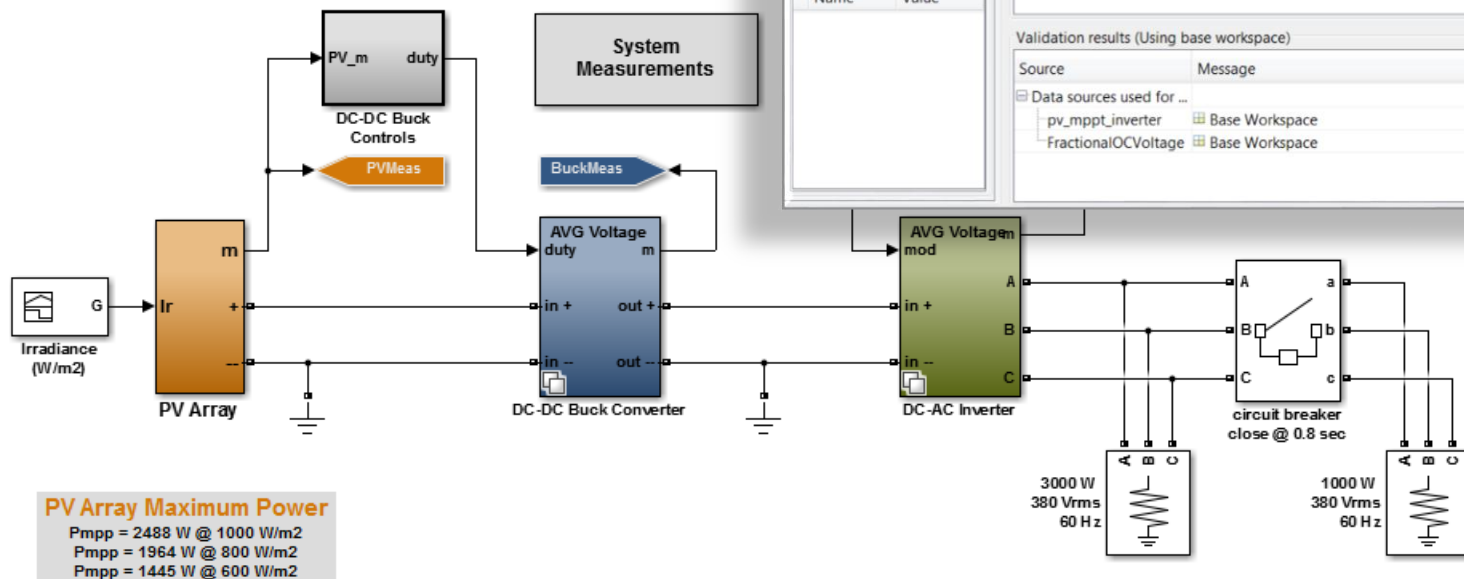 Name Value
Validation results (Using base workspace)
Source Message
Data sources used for ...
pv_mppt_inverter Base Workspace
FractionalOCVoltage Base Workspace
PV_m duty
DC-DC Buck
Controls
System
Measurements
PVMeas
BuckMeas
G
Irradiance
(W/m2)
m
Ir
+
--
PV Array
AVG Voltage
duty m
in + out +
in -- out --
DC-DC Buck Converter
AVG Voltage
m
mod
A
in +
B
in --
C
DC-AC Inverter
A a
B b
C c
circuit breaker
close @ 0.8 sec
A B C
3000 W
380 Vrms
60 Hz
A B C
1000 W
380 Vrms
60 Hz
PV Array Maximum Power
Pmpp = 2488 W @ 1000 W/m2
Pmpp = 1964 W @ 800 W/m2
Pmpp = 1445 W @ 600 W/m2